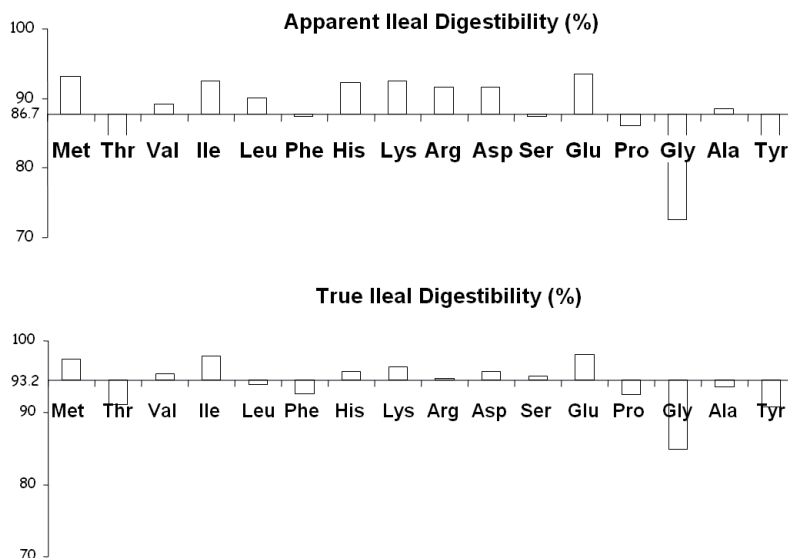 Apparent Ileal Digestibility (%)
100
90
86.7
Met Thr Val Ile Leu Phe His Lys Arg Asp Ser Glu Pro Gly Ala Tyr
80
70
True Ileal Digestibility (%)
100
93.2
90
Met Thr Val Ile Leu Phe His Lys Arg Asp Ser Glu Pro Gly Ala Tyr
80
70